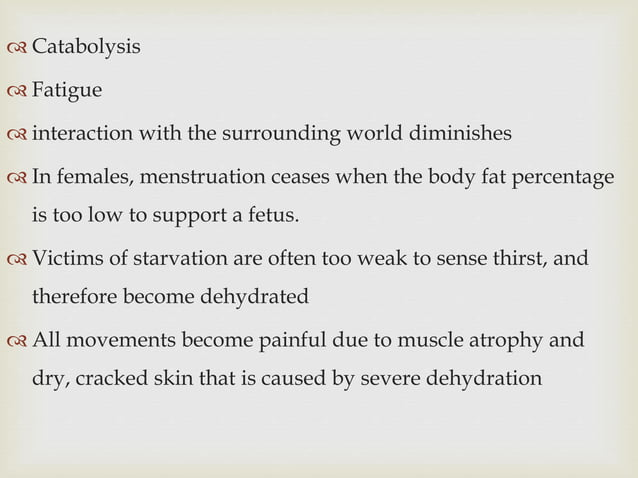 Catabolysis
Fatigue
interaction with the surrounding world diminishes
In females, menstruation ceases when the body fat percentage
is too low to support a fetus.
Victims of starvation are often too weak to sense thirst, and
therefore become dehydrated
All movements become painful due to muscle atrophy and
dry, cracked skin that is caused by severe dehydration